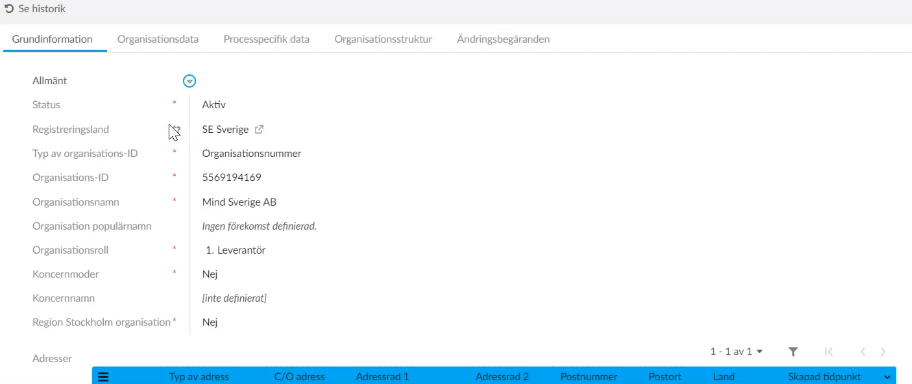 Se historik
Grundinformation Organisationsdata Processpecifik data Organisationsstruktur Ändringsbegäranden
Allmänt
Status * Aktiv
Registreringsland * SE Sverige
Typ av organisations-ID * Organisationsnummer
Organisations-ID * 5569194169
Organisationsnamn * Mind Sverige AB
Organisation populärnamn Ingen förekomst definierad.
Organisationsroll * 1. Leverantör
Koncernmoder * Nej
Koncernnamn [inte definierat]
Region Stockholm organisation * Nej
1 - 1 av 1
Adresser
Typ av adress C/O adress Adressrad 1 Adressrad 2 Postnummer Postort Land Skapad tidpunkt